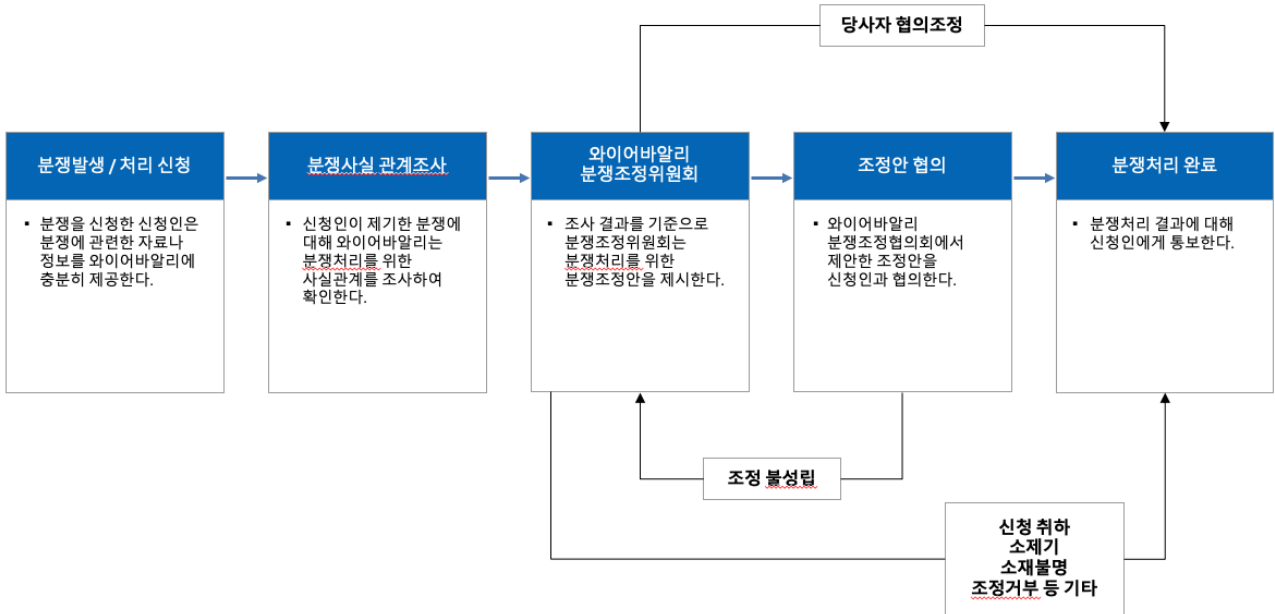 당사자 협의조정
분쟁발생 / 처리 신청
▪ 분쟁을 신청한 신청인은
분쟁에 관련한 자료나
정보를 와이어바알리에
충분히 제공한다.
분쟁사실 관계조사
▪ 신청인이 제기한 분쟁에
대해 와이어바알리는
분쟁처리를 위한
사실관계를 조사하여
확인한다.
와이어바알리
분쟁조정위원회
▪ 조사 결과를 기준으로
분쟁조정위원회는
분쟁처리를 위한
분쟁조정안을 제시한다.
조정안 협의
▪ 와이어바알리
분쟁조정협의회에서
제안한 조정안을
신청인과 협의한다.
분쟁처리 완료
▪ 분쟁처리 결과에 대해
신청인에게 통보한다.
조정 불성립
신청 취하
소제기
소재불명
조정거부 등 기타